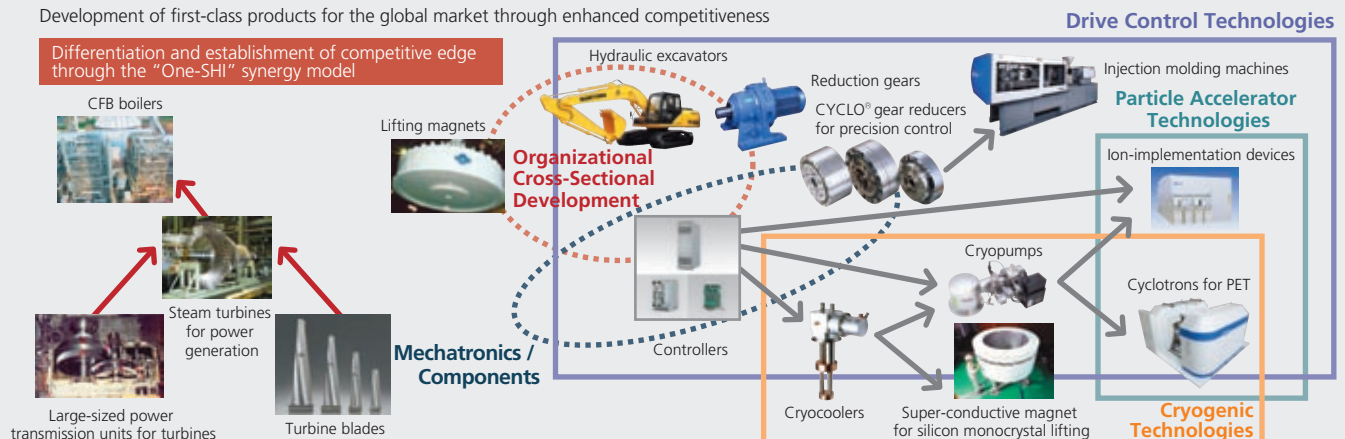 Development of first-class products for the global market through enhanced competitiveness
Drive Control Technologies
Differentiation and establishment of competitive edge
through the “One-SHI” synergy model
CFB boilers
Steam turbines
for power
generation
Large-sized power
transmission units for turbines
Turbine blades
Lifting magnets
Hydraulic excavators
Organizational
Cross-Sectional
Development
Reduction gears
CYCLO® gear reducers
for precision control
Injection molding machines
Particle Accelerator
Technologies
Ion-implementation devices
Cyclotrons for PET
Mechatronics /
Components
Controllers
Cryopumps
Cryocoolers
Super-conductive magnet
for silicon monocrystal lifting
Cryogenic
Technologies